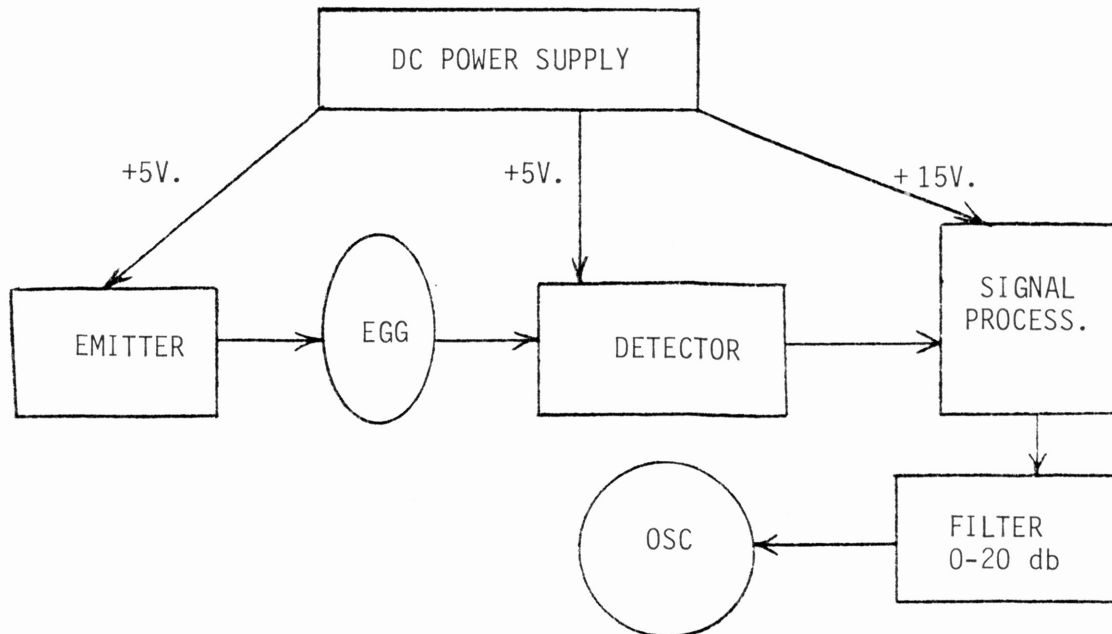 DC POWER SUPPLY
+5V.
+5V.
+ 15V.
EMITTER
EGG
DETECTOR
SIGNAL
PROCESS.
OSC
FILTER
0-20 db